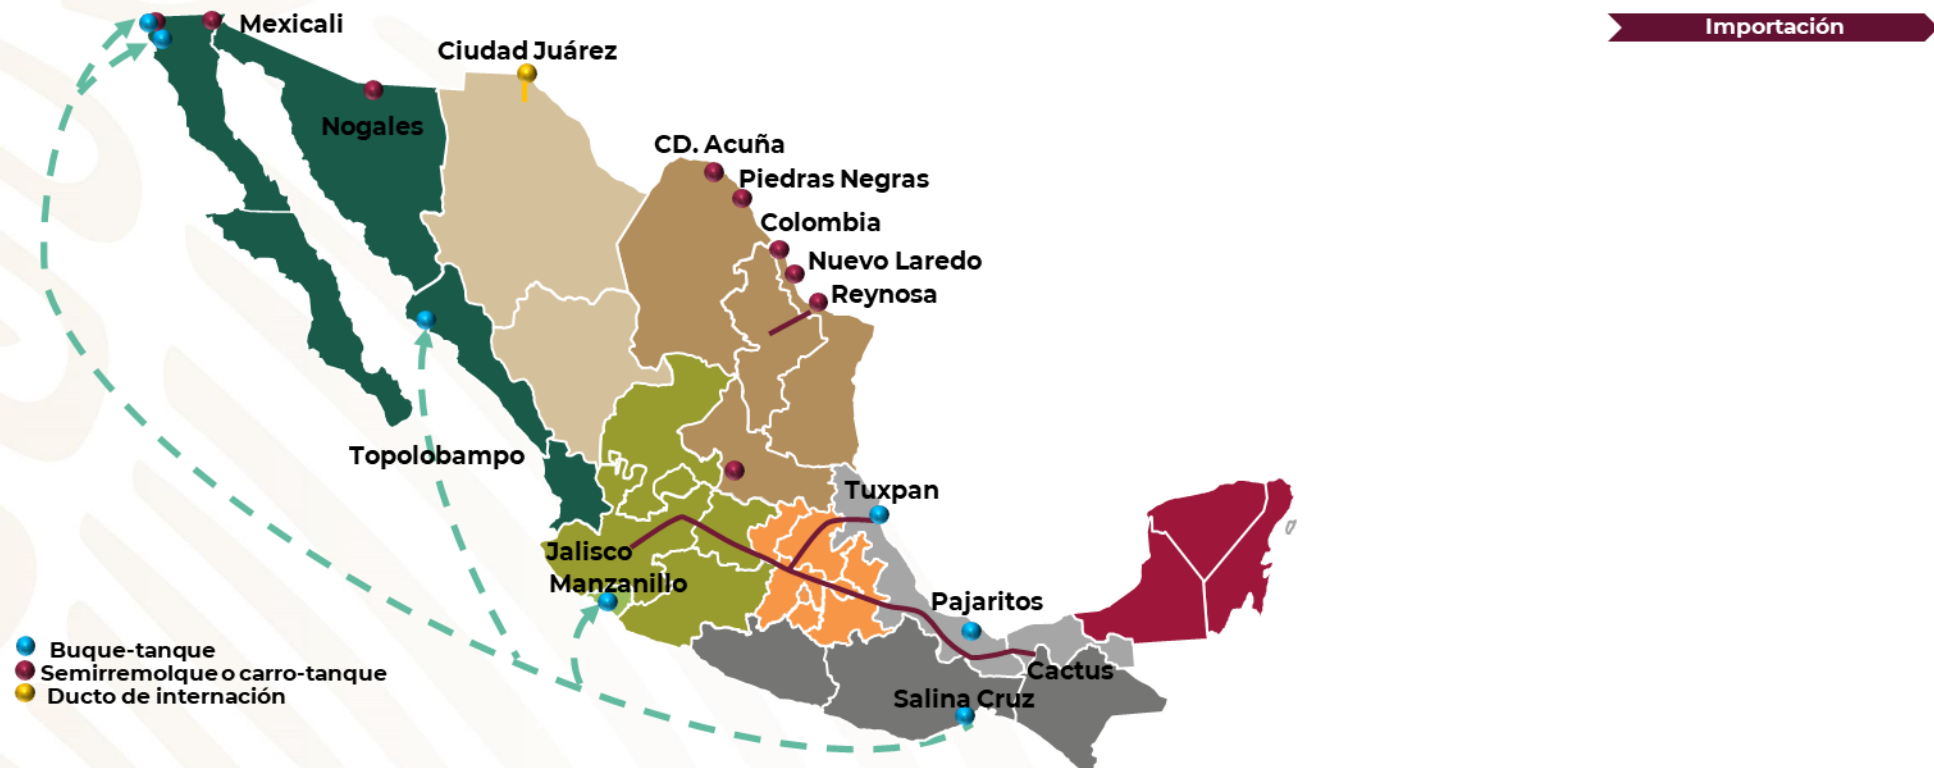 Importación
Mexicali
Ciudad Juárez
Nogales
CD. Acuña
Piedras Negras
Colombia
Nuevo Laredo
Reynosa
Topolobampo
Tuxpan
Jalisco
Manzanillo
Pajaritos
Cactus
Salina Cruz
Buque-tanque
Semirremolque o carro-tanque
Ducto de internación